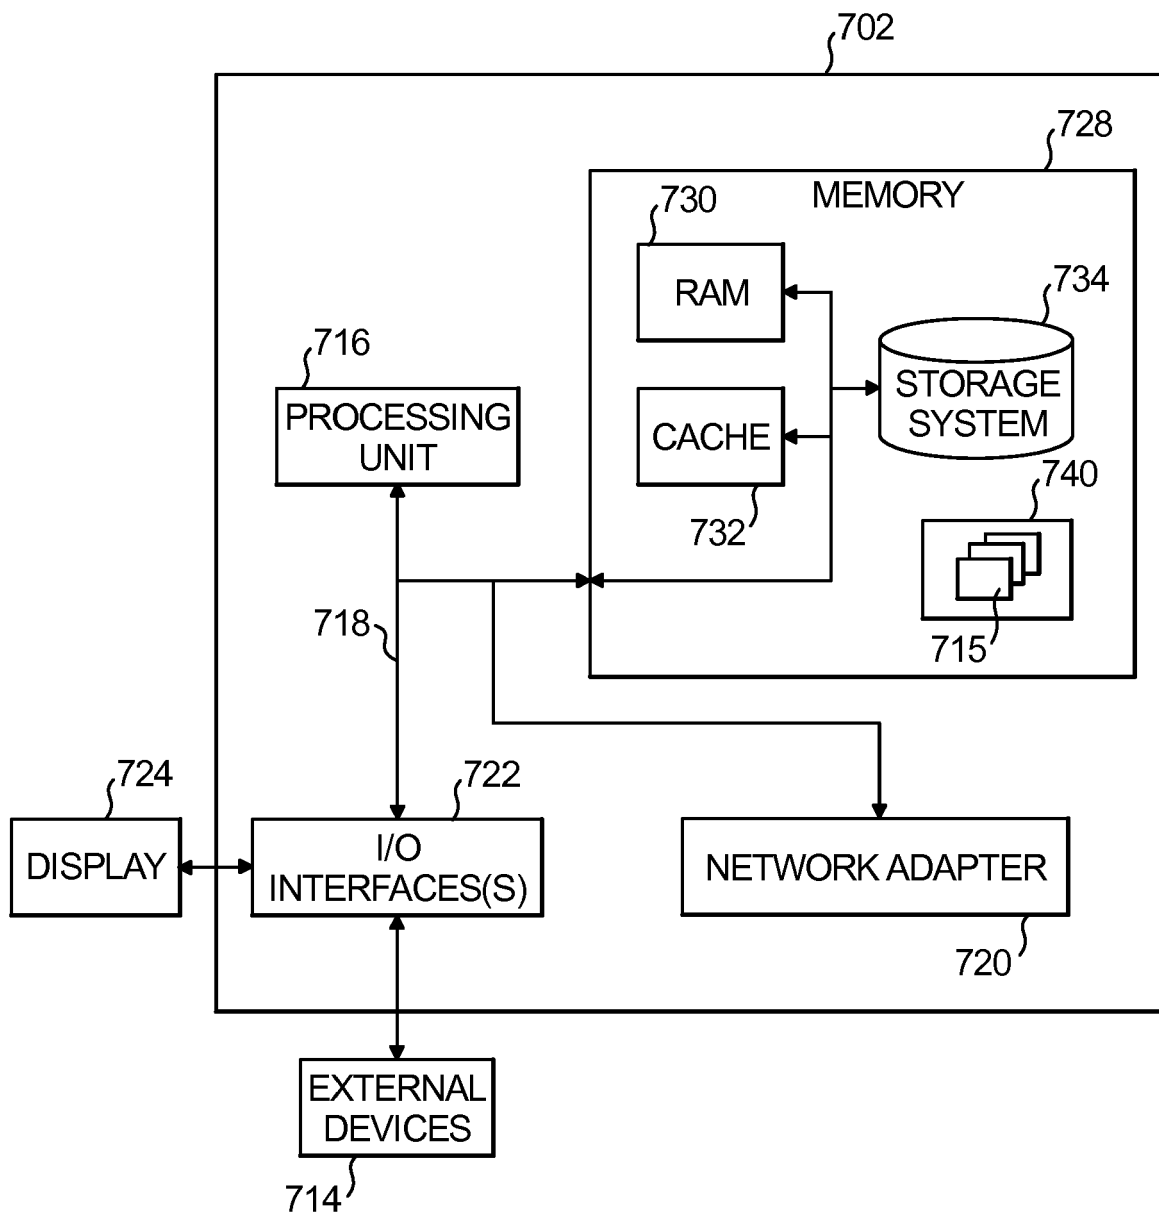 702
728
MEMORY
730
RAM
734
STORAGE
SYSTEM
716
PROCESSING
UNIT
CACHE
732
740
715
718
724
DISPLAY
722
I/O
INTERFACES(S)
NETWORK ADAPTER
720
EXTERNAL
DEVICES
714